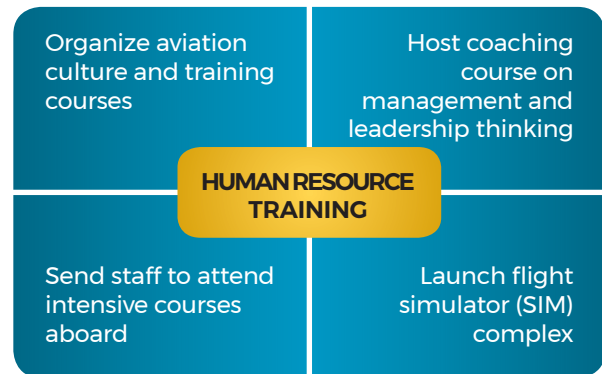 Organize aviation
culture and training
courses
Host coaching
course on
management and
leadership thinking
HUMAN RESOURCE
TRAINING
Send staff to attend
intensive courses
aboard
Launch flight
simulator (SIM)
complex